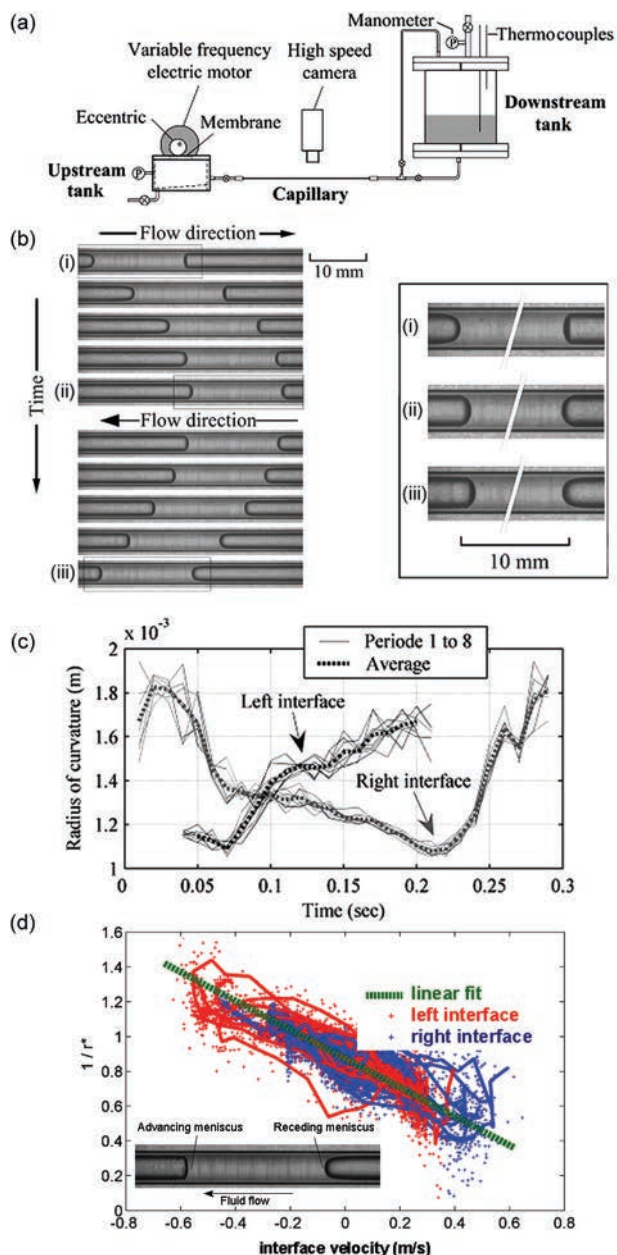 (a)
Manometer
Thermocouples
Variable frequency
electric motor
High speed
camera
Eccentric
Membrane
Downstream
tank
P
Upstream
tank
P
Capillary
(b)
Flow direction
10 mm
(i)
Time
(ii)
Flow direction
(iii)
(i)
(ii)
(iii)
10 mm
(c)
x 10⁻³
Periode 1 to 8
Average
Left interface
Right interface
Radius of curvature (m)
2
1.8
1.6
1.4
1.2
1
0 0.05 0.1 0.15 0.2 0.25 0.3
Time (sec)
(d)
1.6
1.4
1.2
1
0.8
0.6
0.4
0.2
0
1 / r*
linear fit
left interface
right interface
Advancing meniscus
Receding meniscus
Fluid flow
-0.8 -0.6 -0.4 -0.2 0 0.2 0.4 0.6 0.8
interface velocity (m/s)